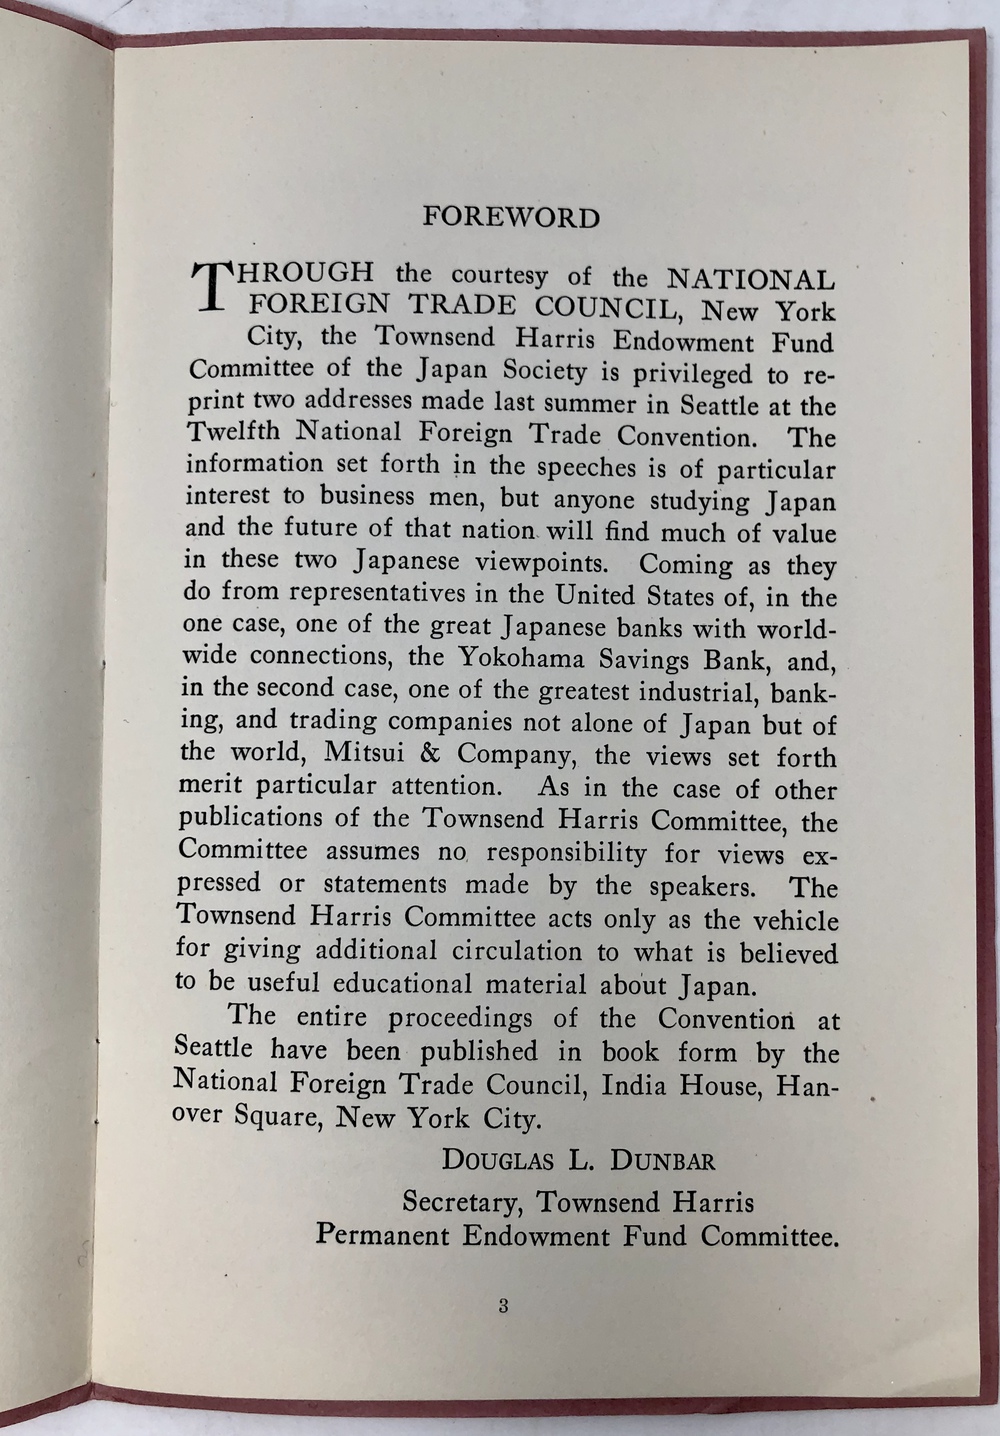 FOREWORD
THROUGH the courtesy of the NATIONAL
FOREIGN TRADE COUNCIL, New York
City, the Townsend Harris Endowment Fund
Committee of the Japan Society is privileged to re-
print two addresses made last summer in Seattle at the
Twelfth National Foreign Trade Convention. The
information set forth in the speeches is of particular
interest to business men, but anyone studying Japan
and the future of that nation will find much of value
in these two Japanese viewpoints. Coming as they
do from representatives in the United States of, in the
one case, one of the great Japanese banks with world-
wide connections, the Yokohama Savings Bank, and,
in the second case, one of the greatest industrial, bank-
ing, and trading companies not alone of Japan but of
the world, Mitsui & Company, the views set forth
merit particular attention. As in the case of other
publications of the Townsend Harris Committee, the
Committee assumes no responsibility for views ex-
pressed or statements made by the speakers. The
Townsend Harris Committee acts only as the vehicle
for giving additional circulation to what is believed
to be useful educational material about Japan.
The entire proceedings of the Convention at
Seattle have been published in book form by the
National Foreign Trade Council, India House, Han-
over Square, New York City.
DOUGLAS L. DUNBAR
Secretary, Townsend Harris
Permanent Endowment Fund Committee.
3